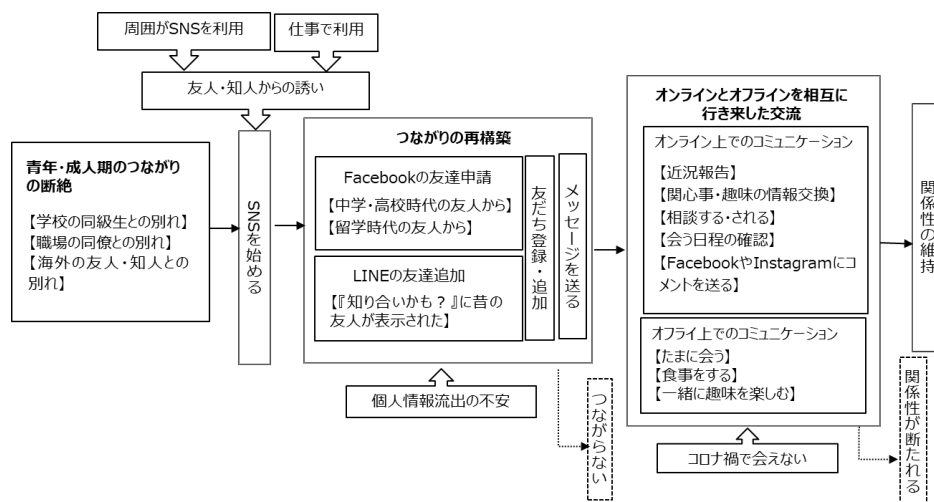 周囲がSNSを利用
仕事で利用
友人・知人からの誘い
青年・成人期のつながり
の断絶
【学校の同級生との別れ】
【職場の同僚との別れ】
【海外の友人・知人との
別れ】
SNSを始める
つながりの再構築
Facebookの友達申請
【中学・高校時代の友人から】
【留学時代の友人から】
LINEの友達追加
【『知り合いかも？』に昔の
友人が表示された】
友だち登録・追加
メッセージを送る
個人情報流出の不安
つながらない
オンラインとオフラインを相互に
行き来した交流
オンライン上でのコミュニケーション
【近況報告】
【関心事・趣味の情報交換】
【相談する・される】
【会う日程の確認】
【FacebookやInstagramにコ
メントを送る】
オフライ上でのコミュニケーション
【たまに会う】
【食事をする】
【一緒に趣味を楽しむ】
コロナ禍で会えない
関係性の維持
関係性が断たれる